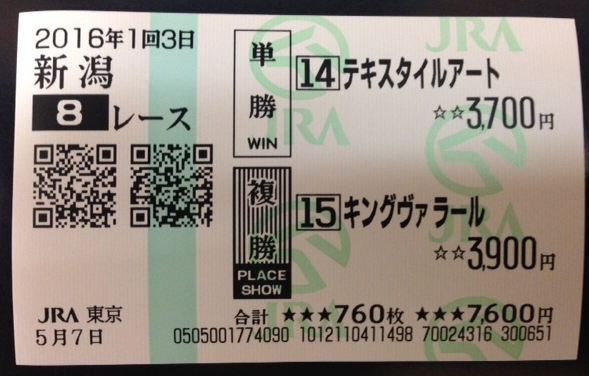 2016年1回3日
新潟
8 レース
JRA 東京
5月7日
単勝
WIN
14 テキスタイルアート
☆☆3,700円
複勝
PLACE
SHOW
15 キングヴァラール
☆☆3,900円
合計 ★★★760枚 ★★★7,600円
0505001774090 1012110411498 70024316 300651
JRA
JRA
JRA
JRA